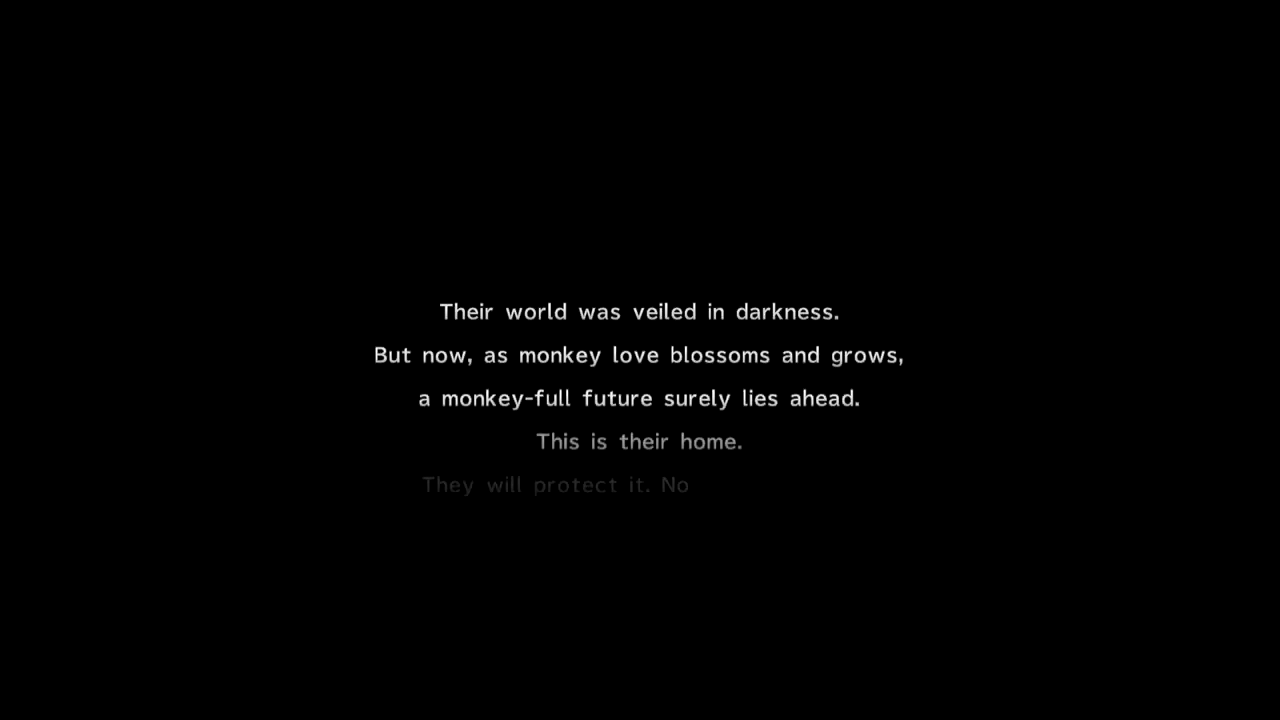 Their world was veiled in darkness.
But now, as monkey love blossoms and grows,
a monkey-full future surely lies ahead.
This is their home.
They will protect it. No